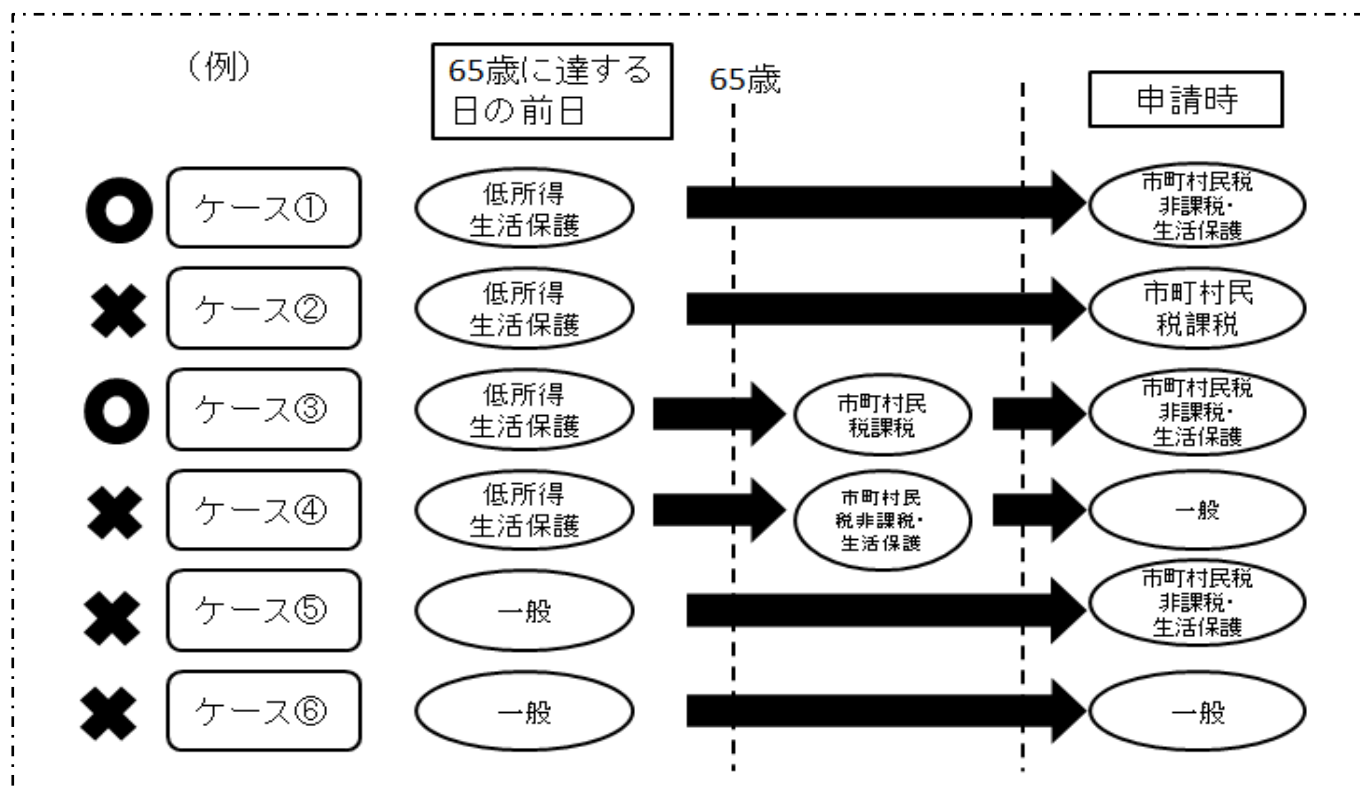 （例）
65歳に達する
日の前日
65歳
申請時
ケース①
低所得
生活保護
市町村民税
非課税・
生活保護
ケース②
低所得
生活保護
市町村民
税課税
ケース③
低所得
生活保護
市町村民
税課税
市町村民税
非課税・
生活保護
ケース④
低所得
生活保護
市町村民
税非課税・
生活保護
一般
ケース⑤
一般
市町村民税
非課税・
生活保護
ケース⑥
一般
一般